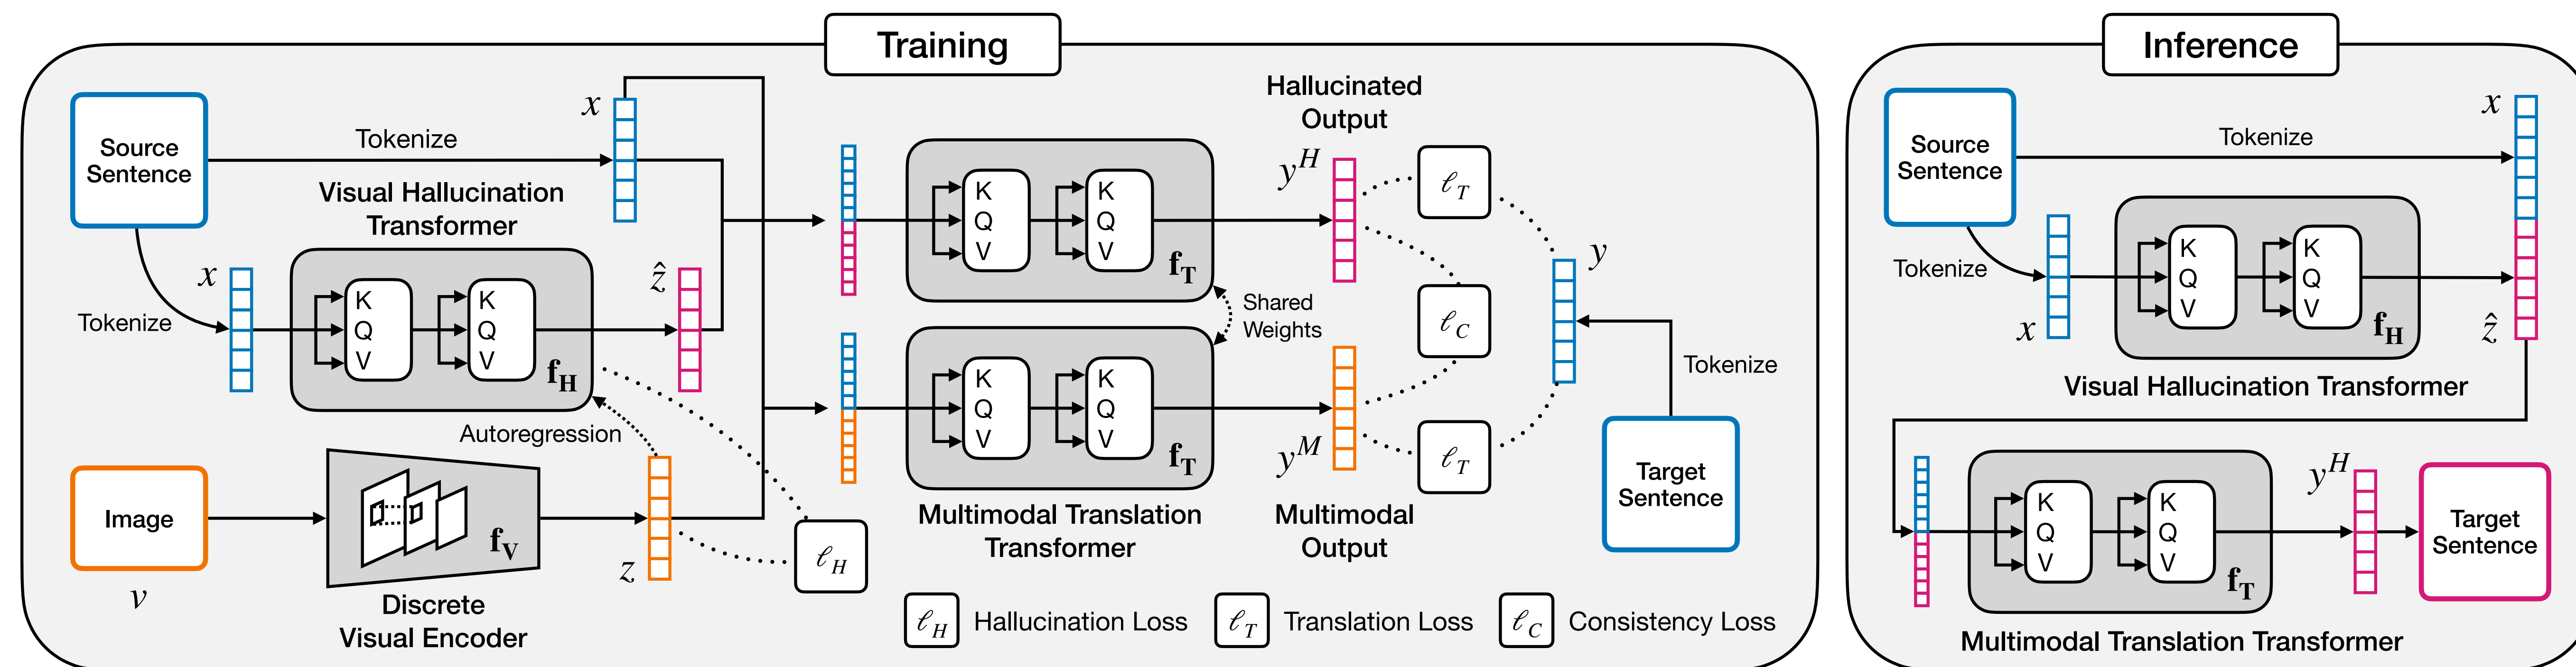 Training
Source
Sentence
Tokenize
x
Visual Hallucination
Transformer
Tokenize
x
K
Q
V
K
Q
V
f_H
ẑ
Autoregression
Image
v
f_V
Discrete
Visual Encoder
z
ℓ_H
K
Q
V
K
Q
V
f_T
Shared
Weights
K
Q
V
K
Q
V
f_T
Multimodal Translation
Transformer
Hallucinated
Output
y^H
y^M
Multimodal
Output
ℓ_T
ℓ_C
ℓ_T
y
Tokenize
Target
Sentence
ℓ_H Hallucination Loss
ℓ_T Translation Loss
ℓ_C Consistency Loss
Inference
Source
Sentence
Tokenize
x
Tokenize
x
K
Q
V
K
Q
V
f_H
ẑ
Visual Hallucination Transformer
K
Q
V
K
Q
V
f_T
y^H
Target
Sentence
Multimodal Translation Transformer